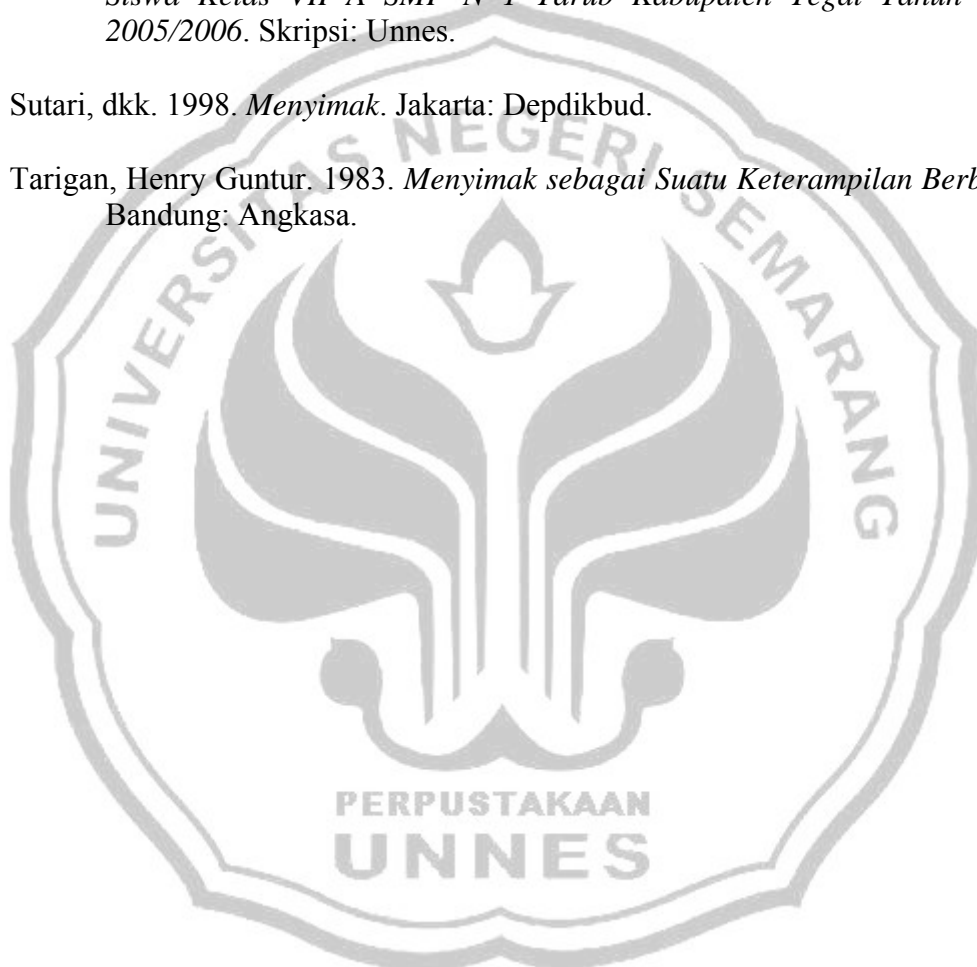 Siswa Kelas VII A SMP N 1 Tarub Kabupaten Tegal Tahun
2005/2006. Skripsi: Unnes.
Sutari, dkk. 1998. Menyimak. Jakarta: Depdikbud.
Tarigan, Henry Guntur. 1983. Menyimak sebagai Suatu Keterampilan
Bandung: Angkasa.
UNIVERSITAS NEGERI SEMARANG
PERPUSTAKAAN
UNNES